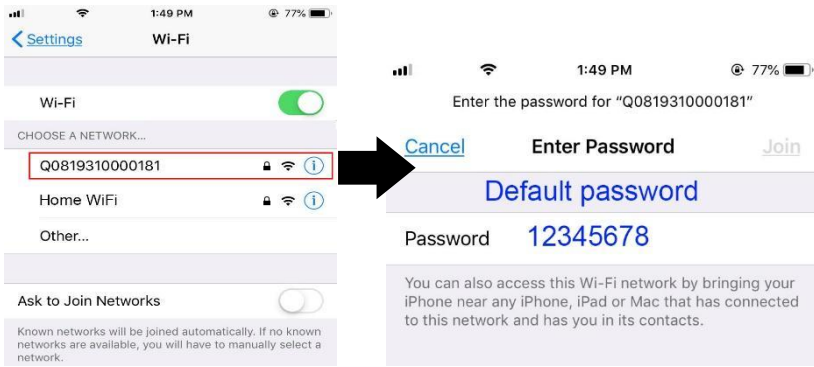 1:49 PM
77%
Settings
Wi-Fi
Wi-Fi
CHOOSE A NETWORK...
Q0819310000181
Home WiFi
Other...
Ask to Join Networks
Known networks will be joined automatically. If no known
networks are available, you will have to manually select a
network.
1:49 PM
77%
Enter the password for “Q0819310000181”
Cancel
Enter Password
Join
Default password
Password 12345678
You can also access this Wi-Fi network by bringing your
iPhone near any iPhone, iPad or Mac that has connected
to this network and has you in its contacts.